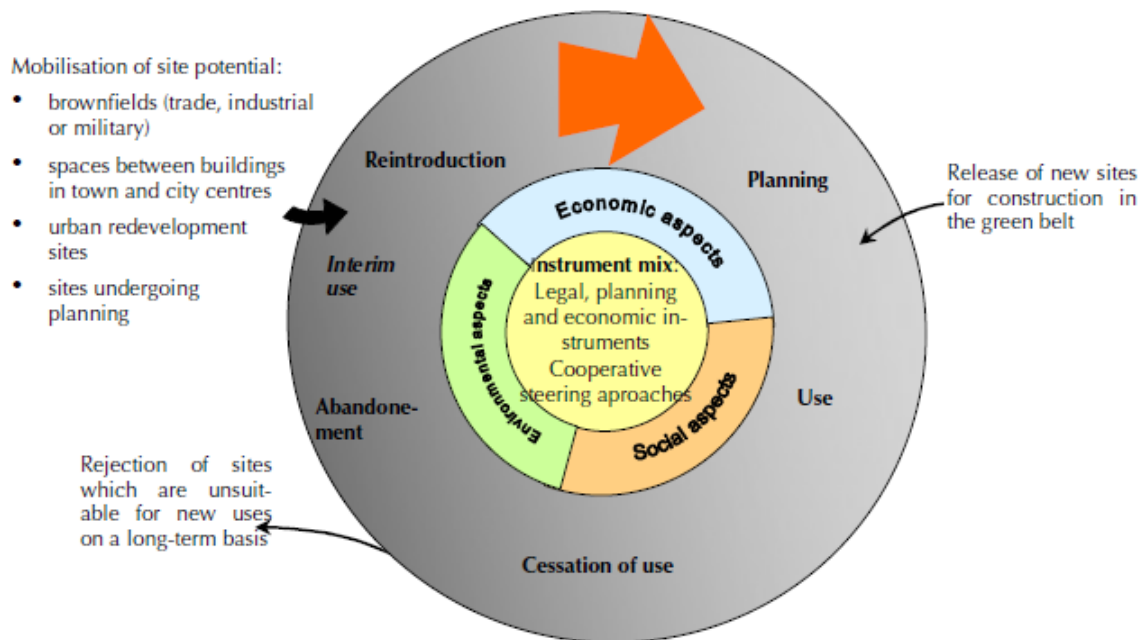 Mobilisation of site potential:
• brownfields (trade, industrial
or military)
• spaces between buildings
in town and city centres
• urban redevelopment
sites
• sites undergoing
planning
Reintroduction
Planning
Release of new sites
for construction in
the green belt
Interim
use
Economic aspects
Instrument mix:
Legal, planning
and economic in-
struments
Cooperative
steering aproaches
Environmental aspects
Social aspects
Use
Abandone-
ment
Rejection of sites
which are unsuit-
able for new uses
on a long-term basis
Cessation of use